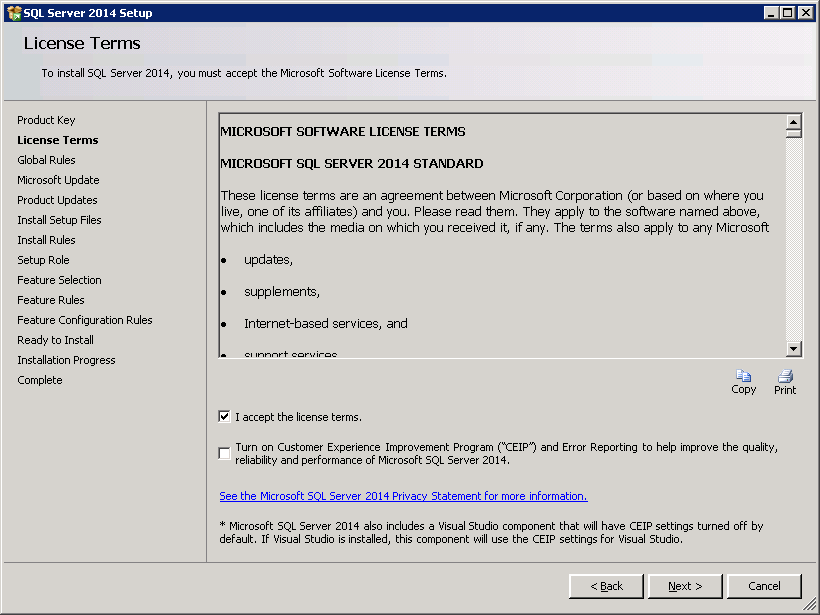 SQL Server 2014 Setup
License Terms
To install SQL Server 2014, you must accept the Microsoft Software License Terms.
Product Key
License Terms
Global Rules
Microsoft Update
Product Updates
Install Setup Files
Install Rules
Setup Role
Feature Selection
Feature Rules
Feature Configuration Rules
Ready to Install
Installation Progress
Complete
MICROSOFT SOFTWARE LICENSE TERMS
MICROSOFT SQL SERVER 2014 STANDARD
These license terms are an agreement between Microsoft Corporation (or based on where you
live, one of its affiliates) and you. Please read them. They apply to the software named above,
which includes the media on which you received it, if any. The terms also apply to any Microsoft
• updates,
• supplements,
• Internet-based services, and
• support services
Copy
Print
I accept the license terms.
Turn on Customer Experience Improvement Program ("CEIP") and Error Reporting to help improve the quality,
reliability and performance of Microsoft SQL Server 2014.
See the Microsoft SQL Server 2014 Privacy Statement for more information.
* Microsoft SQL Server 2014 also includes a Visual Studio component that will have CEIP settings turned off by
default. If Visual Studio is installed, this component will use the CEIP settings for Visual Studio.
< Back
Next >
Cancel